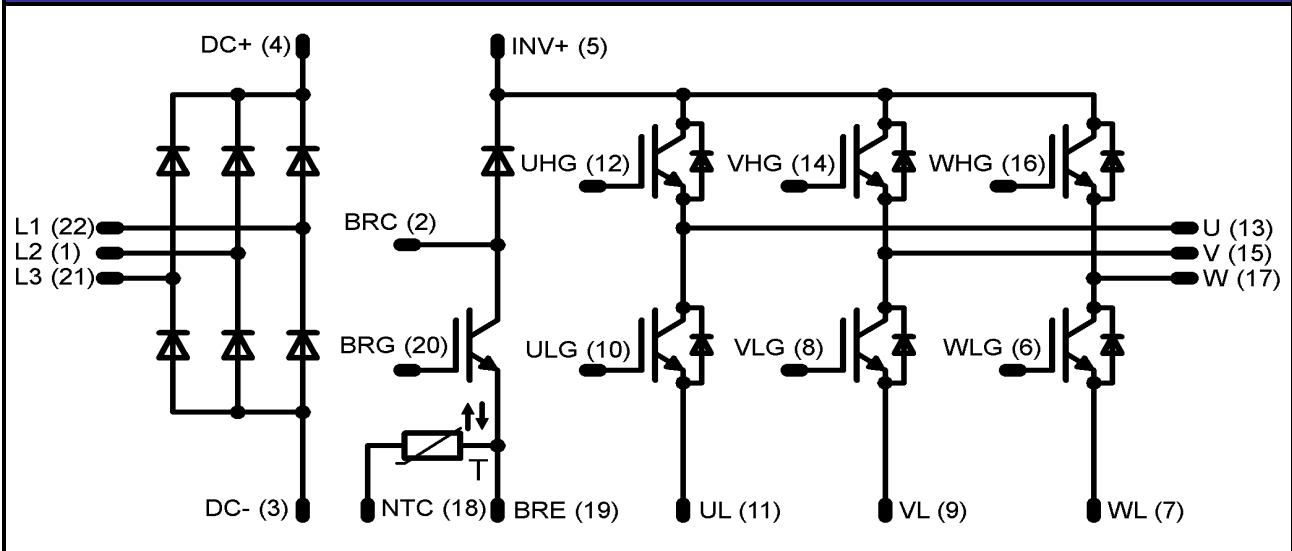 DC+ (4)
INV+ (5)
UHG (12)
VHG (14)
WHG (16)
L1 (22)
L2 (1)
L3 (21)
BRC (2)
U (13)
V (15)
W (17)
BRG (20)
ULG (10)
VLG (8)
WLG (6)
T
DC- (3)
NTC (18)
BRE (19)
UL (11)
VL (9)
WL (7)